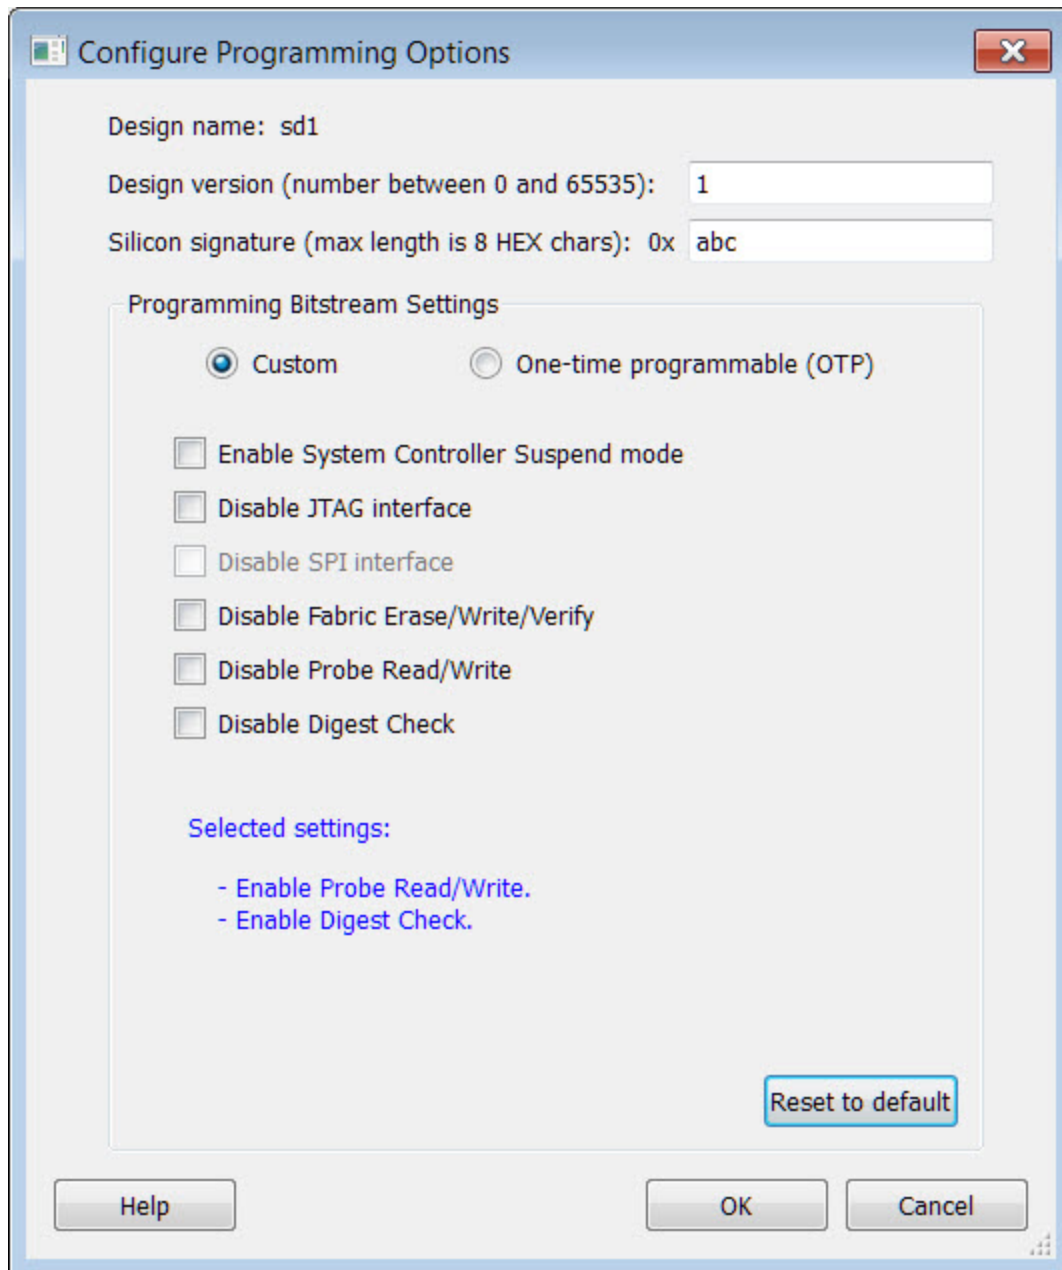 Configure Programming Options
Design name: sd1
Design version (number between 0 and 65535): 1
Silicon signature (max length is 8 HEX chars): 0x abc
Programming Bitstream Settings
Custom One-time programmable (OTP)
Enable System Controller Suspend mode
Disable JTAG interface
Disable SPI interface
Disable Fabric Erase/Write/Verify
Disable Probe Read/Write
Disable Digest Check
Selected settings:
- Enable Probe Read/Write.
- Enable Digest Check.
Reset to default
Help OK Cancel